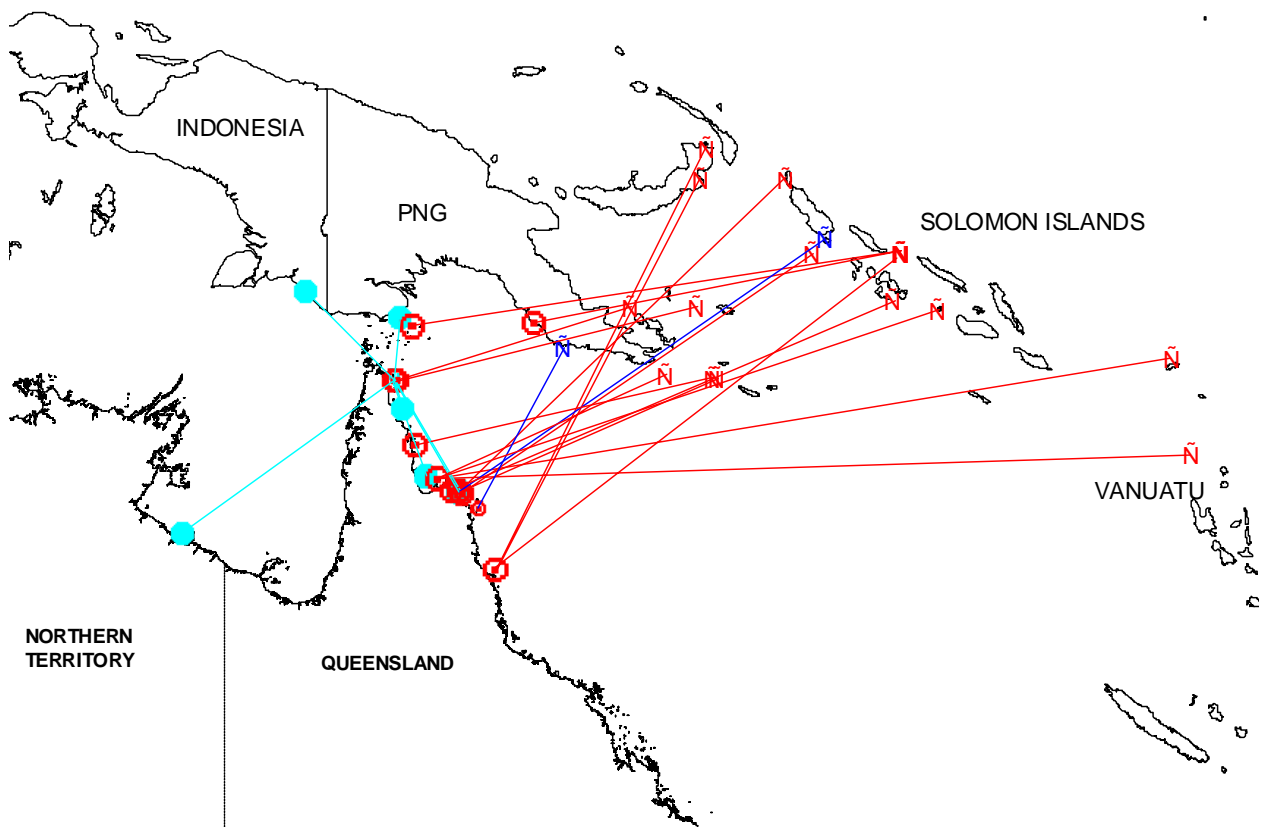 INDONESIA
PNG
SOLOMON ISLANDS
VANUATU
NORTHERN
TERRITORY
QUEENSLAND